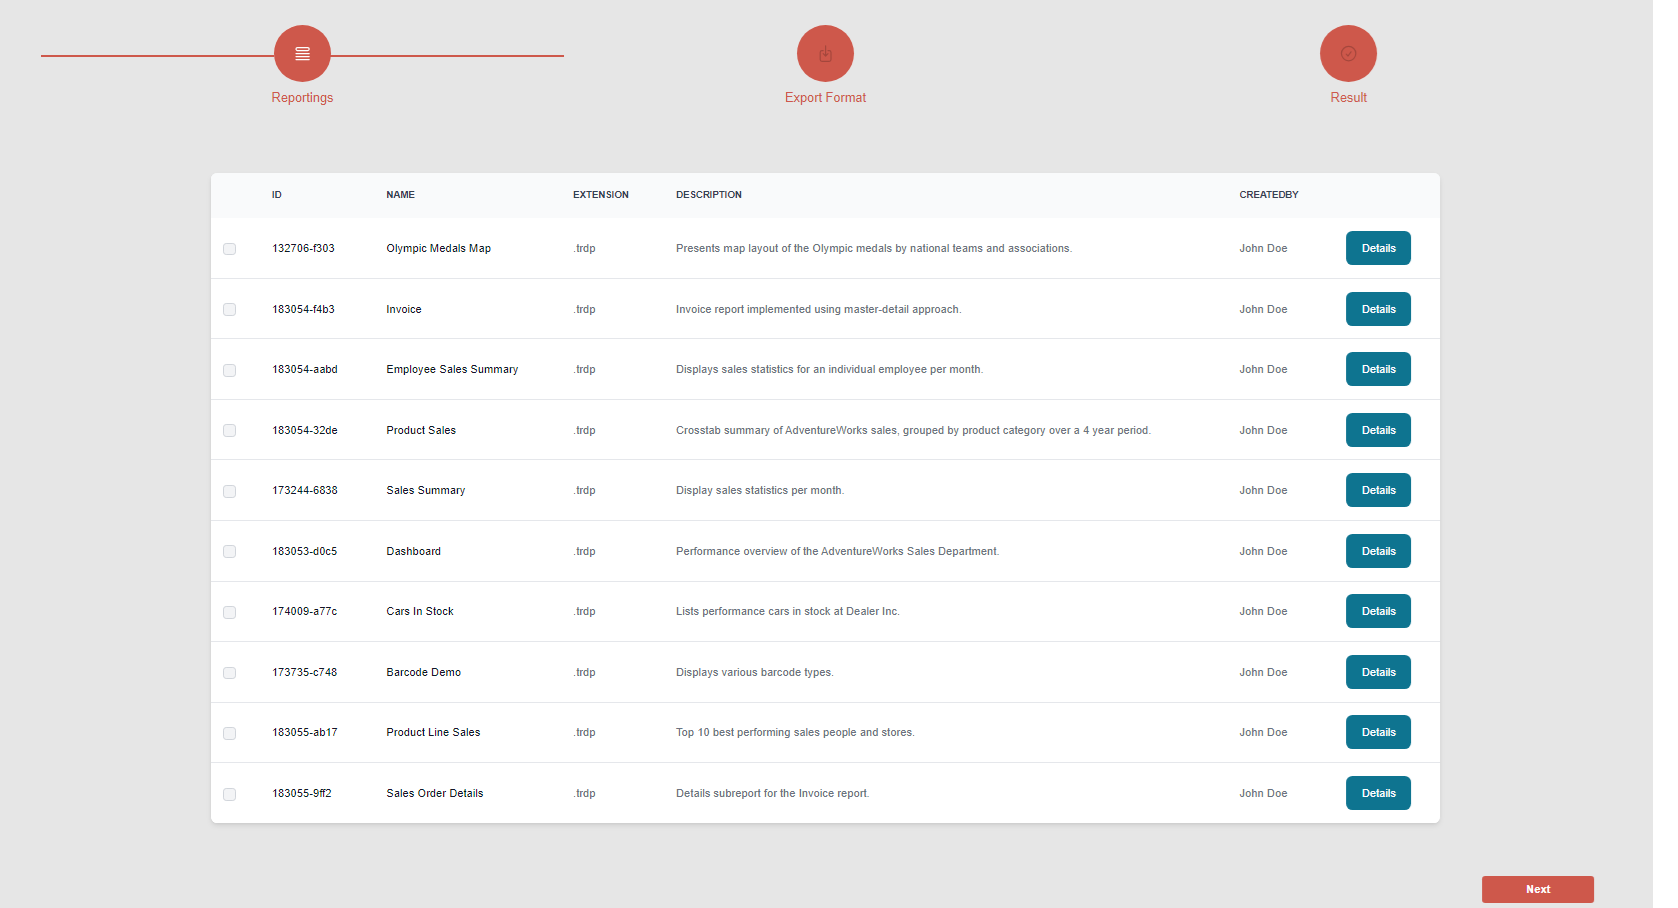 Reportings Export Format Result
ID NAME EXTENSION DESCRIPTION CREATEDBY
132706-f303 Olympic Medals Map .trdp Presents map layout of the Olympic medals by national teams and associations. John Doe Details
183054-f4b3 Invoice .trdp Invoice report implemented using master-detail approach. John Doe Details
183054-aabd Employee Sales Summary .trdp Displays sales statistics for an individual employee per month. John Doe Details
183054-32de Product Sales .trdp Crosstab summary of AdventureWorks sales, grouped by product category over a 4 year period. John Doe Details
173244-6838 Sales Summary .trdp Display sales statistics per month. John Doe Details
183053-d0c5 Dashboard .trdp Performance overview of the AdventureWorks Sales Department. John Doe Details
174009-a77c Cars In Stock .trdp Lists performance cars in stock at Dealer Inc. John Doe Details
173735-c748 Barcode Demo .trdp Displays various barcode types. John Doe Details
183055-ab17 Product Line Sales .trdp Top 10 best performing sales people and stores. John Doe Details
183055-9ff2 Sales Order Details .trdp Details subreport for the Invoice report. John Doe Details
Next